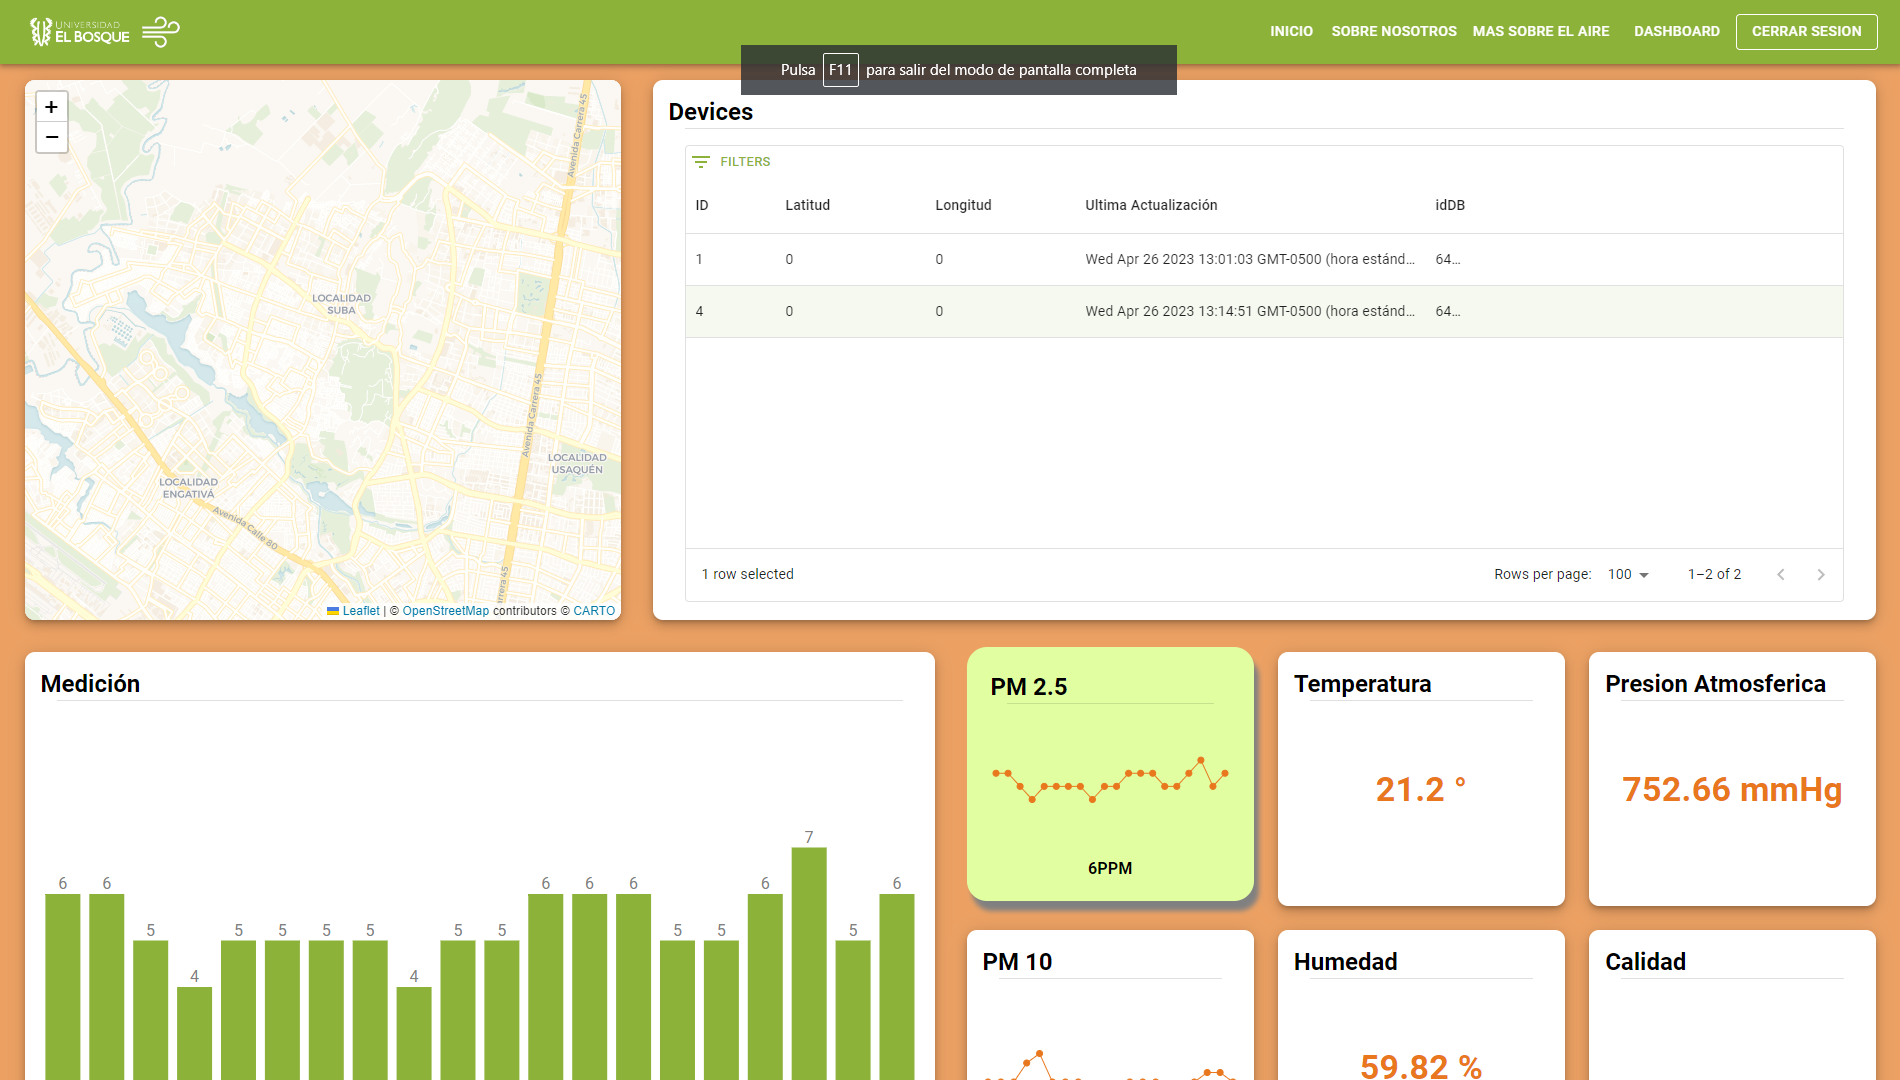 UNIVERSIDAD
EL BOSQUE
INICIO
SOBRE NOSOTROS
MAS SOBRE EL AIRE
DASHBOARD
CERRAR SESION
Pulsa F11 para salir del modo de pantalla completa
+
−
Avenida Carrera 45
LOCALIDAD
SUBA
Avenida Carrera 45
LOCALIDAD
USAQUÉN
LOCALIDAD
ENGATIVÁ
Avenida Calle 80
rrera 45
Leaflet | © OpenStreetMap contributors © CARTO
Devices
FILTERS
ID Latitud Longitud Ultima Actualización idDB
1 0 0 Wed Apr 26 2023 13:01:03 GMT-0500 (hora estánd... 64...
4 0 0 Wed Apr 26 2023 13:14:51 GMT-0500 (hora estánd... 64...
1 row selected
Rows per page: 100
1–2 of 2
Medición
6 6 5 4 5 5 5 5 4 5 5 6 6 6 5 5 6 7 5 6
PM 2.5
6PPM
Temperatura
21.2 °
Presion Atmosferica
752.66 mmHg
PM 10
Humedad
59.82 %
Calidad